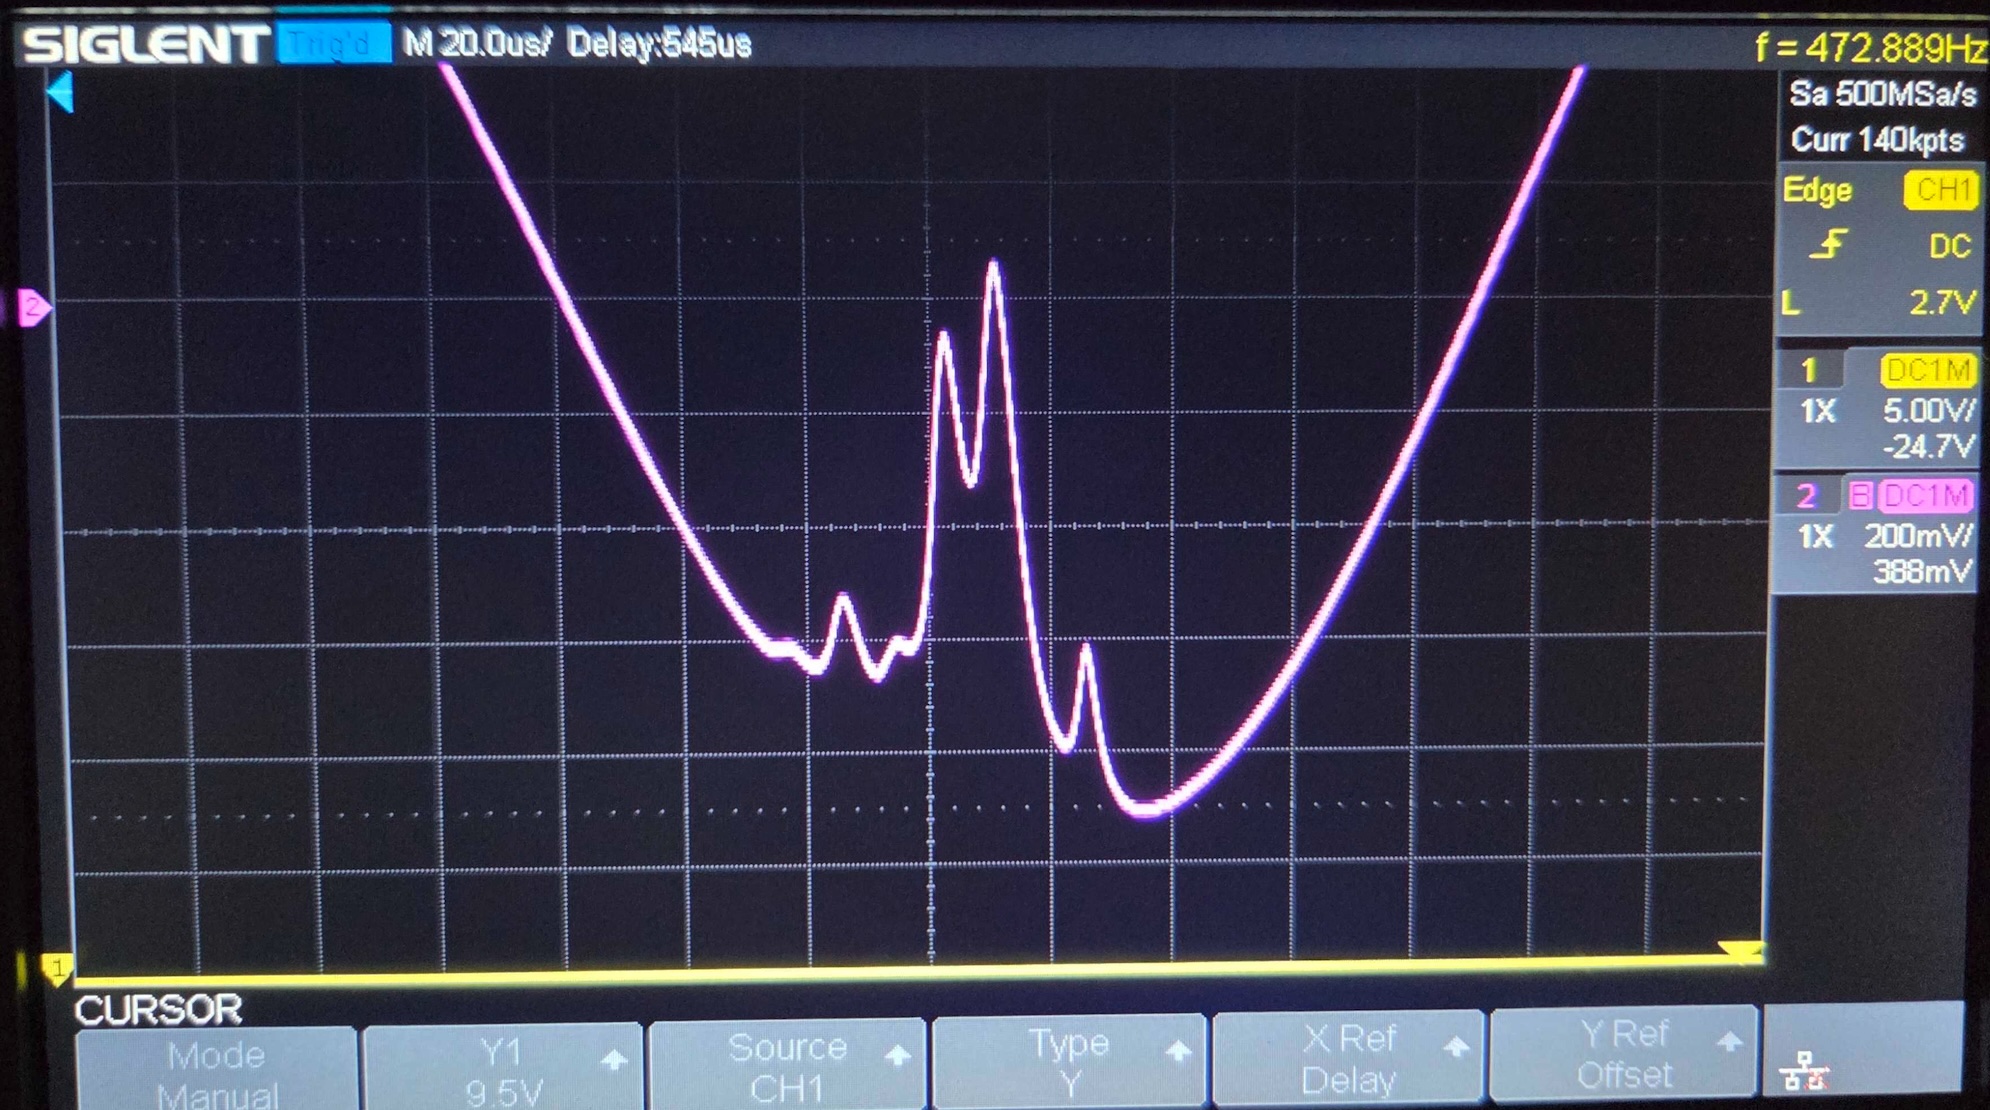 SIGLENT Trig'd M 20.0us/ Delay:545us f = 472.889Hz
Sa 500MSa/s
Curr 140kpts
Edge CH1
DC
L 2.7V
1 DC1M
1X 5.00V/
-24.7V
2 B DC1M
1X 200mV/
388mV
2
1
CURSOR
Mode
Manual
Y1
9.5V
Source
CH1
Type
Y
X Ref
Delay
Y Ref
Offset